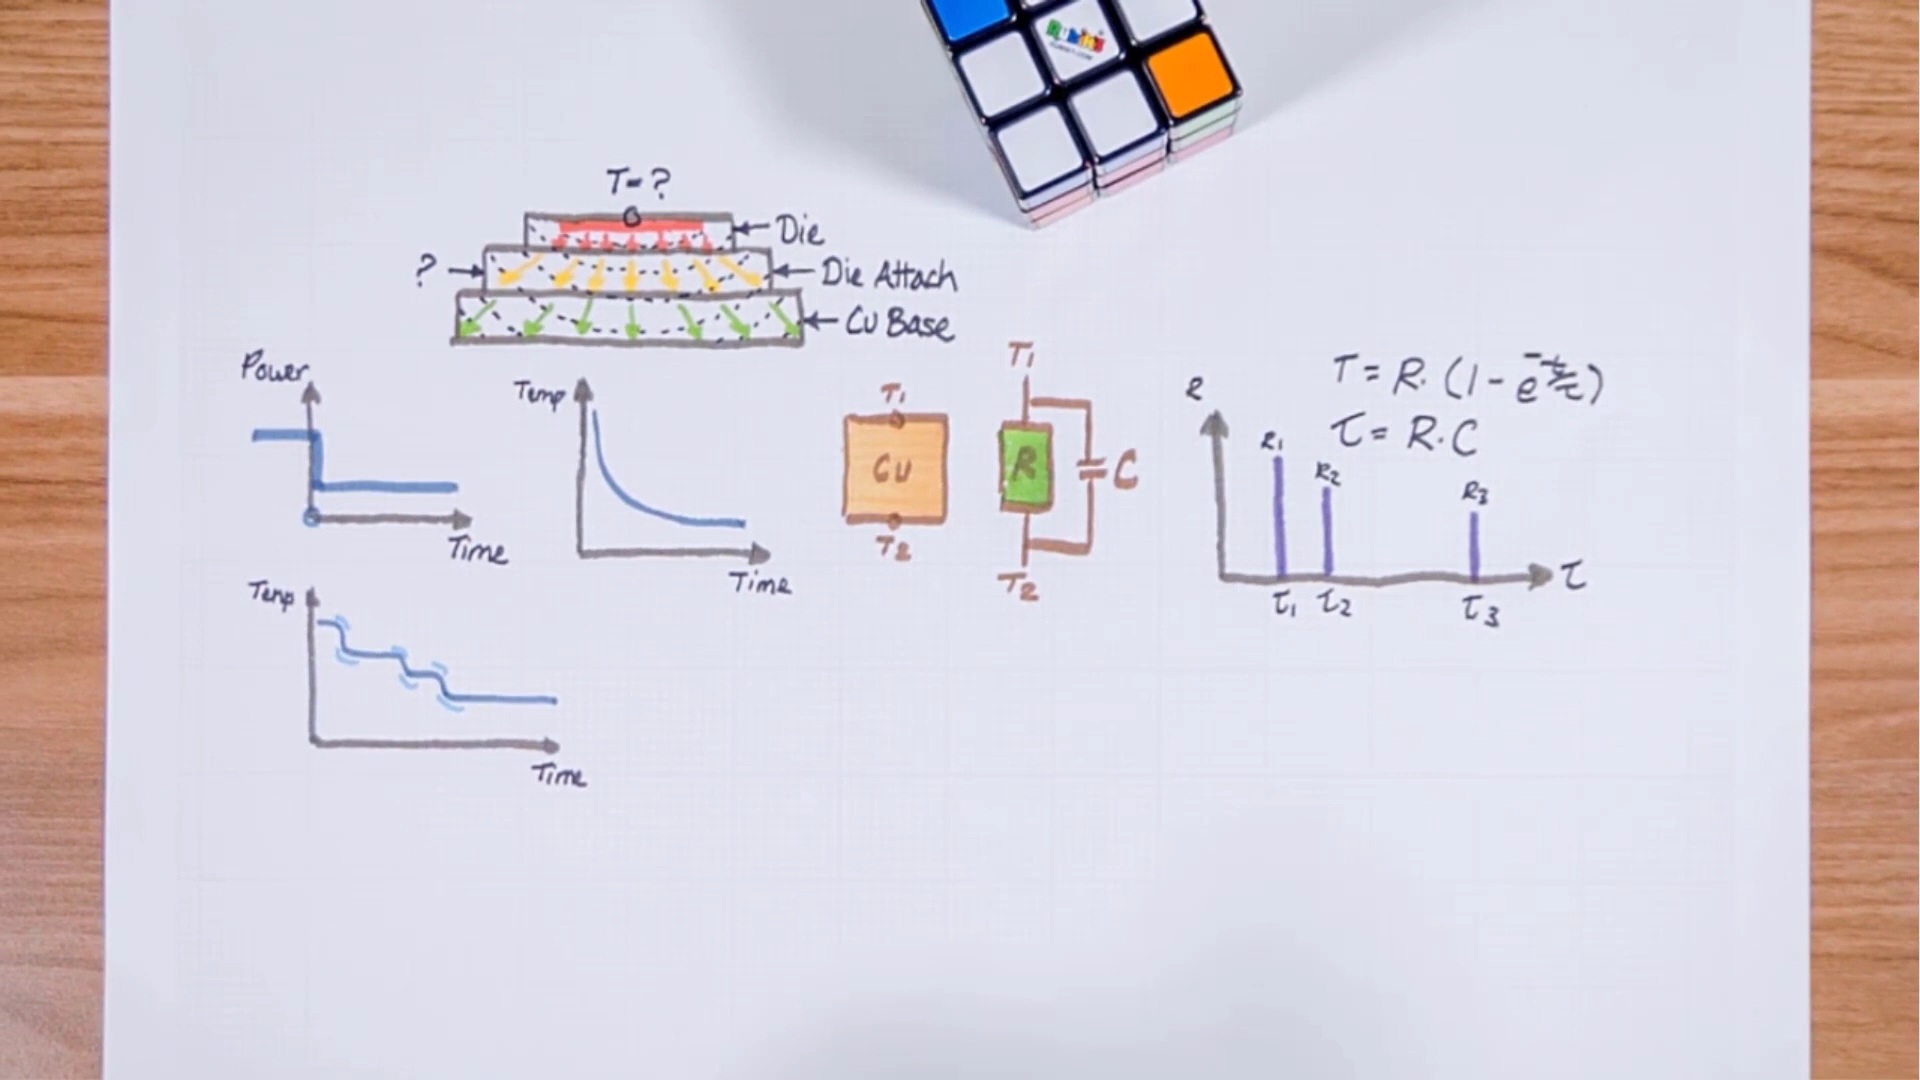 Rubik's
T=?
Die
?
Die Attach
Cu Base
Power
Time
Temp
Time
T1
Cu
T2
T1
R
C
T2
T = R · (1 - e^-t/τ)
τ = R · C
R
R1
R2
R3
τ
τ1
τ2
τ3
Temp
Time